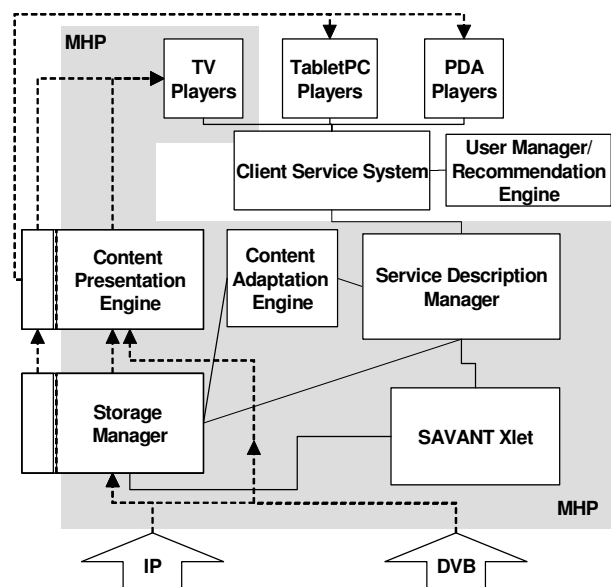 MHP
TV
Players
TabletPC
Players
PDA
Players
Client Service System
User Manager/
Recommendation
Engine
Content
Presentation
Engine
Content
Adaptation
Engine
Service Description
Manager
Storage
Manager
SAVANT Xlet
MHP
IP
DVB